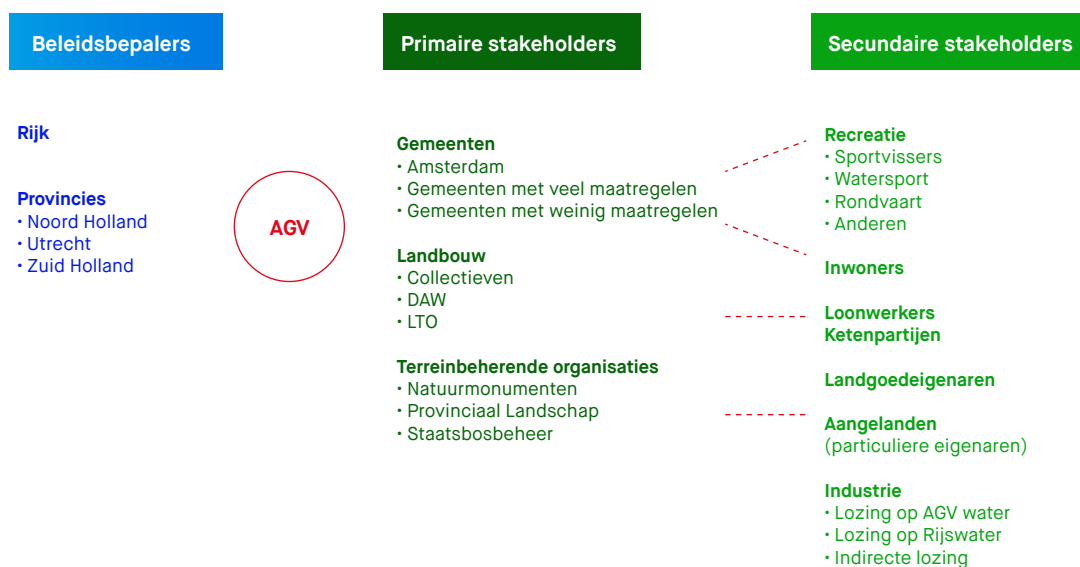 Beleidsbepalers
Rijk
Provincies
• Noord Holland
• Utrecht
• Zuid Holland
AGV
Primaire stakeholders
Gemeenten
• Amsterdam
• Gemeenten met veel maatregelen
• Gemeenten met weinig maatregelen
Landbouw
• Collectieven
• DAW
• LTO
Terreinbeherende organisaties
• Natuurmonumenten
• Provinciaal Landschap
• Staatsbosbeheer
Secundaire stakeholders
Recreatie
• Sportvissers
• Watersport
• Rondvaart
• Anderen
Inwoners
Loonwerkers
Ketenpartijen
Landgoedeigenaren
Aangelanden
(particuliere eigenaren)
Industrie
• Lozing op AGV water
• Lozing op Rijswater
• Indirecte lozing